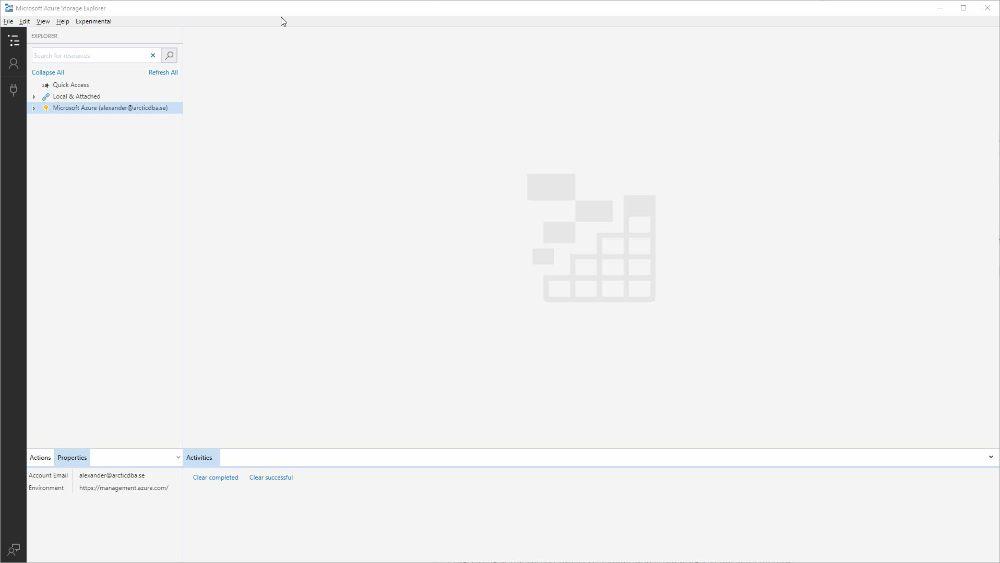 Microsoft Azure Storage Explorer
File Edit View Help Experimental
EXPLORER
Search for resources
Collapse All Refresh All
Quick Access
Local & Attached
Microsoft Azure (alexander@arcticdba.se)
Actions Properties
Account Email alexander@arcticdba.se
Environment https://management.azure.com/
Activities
Clear completed Clear successful